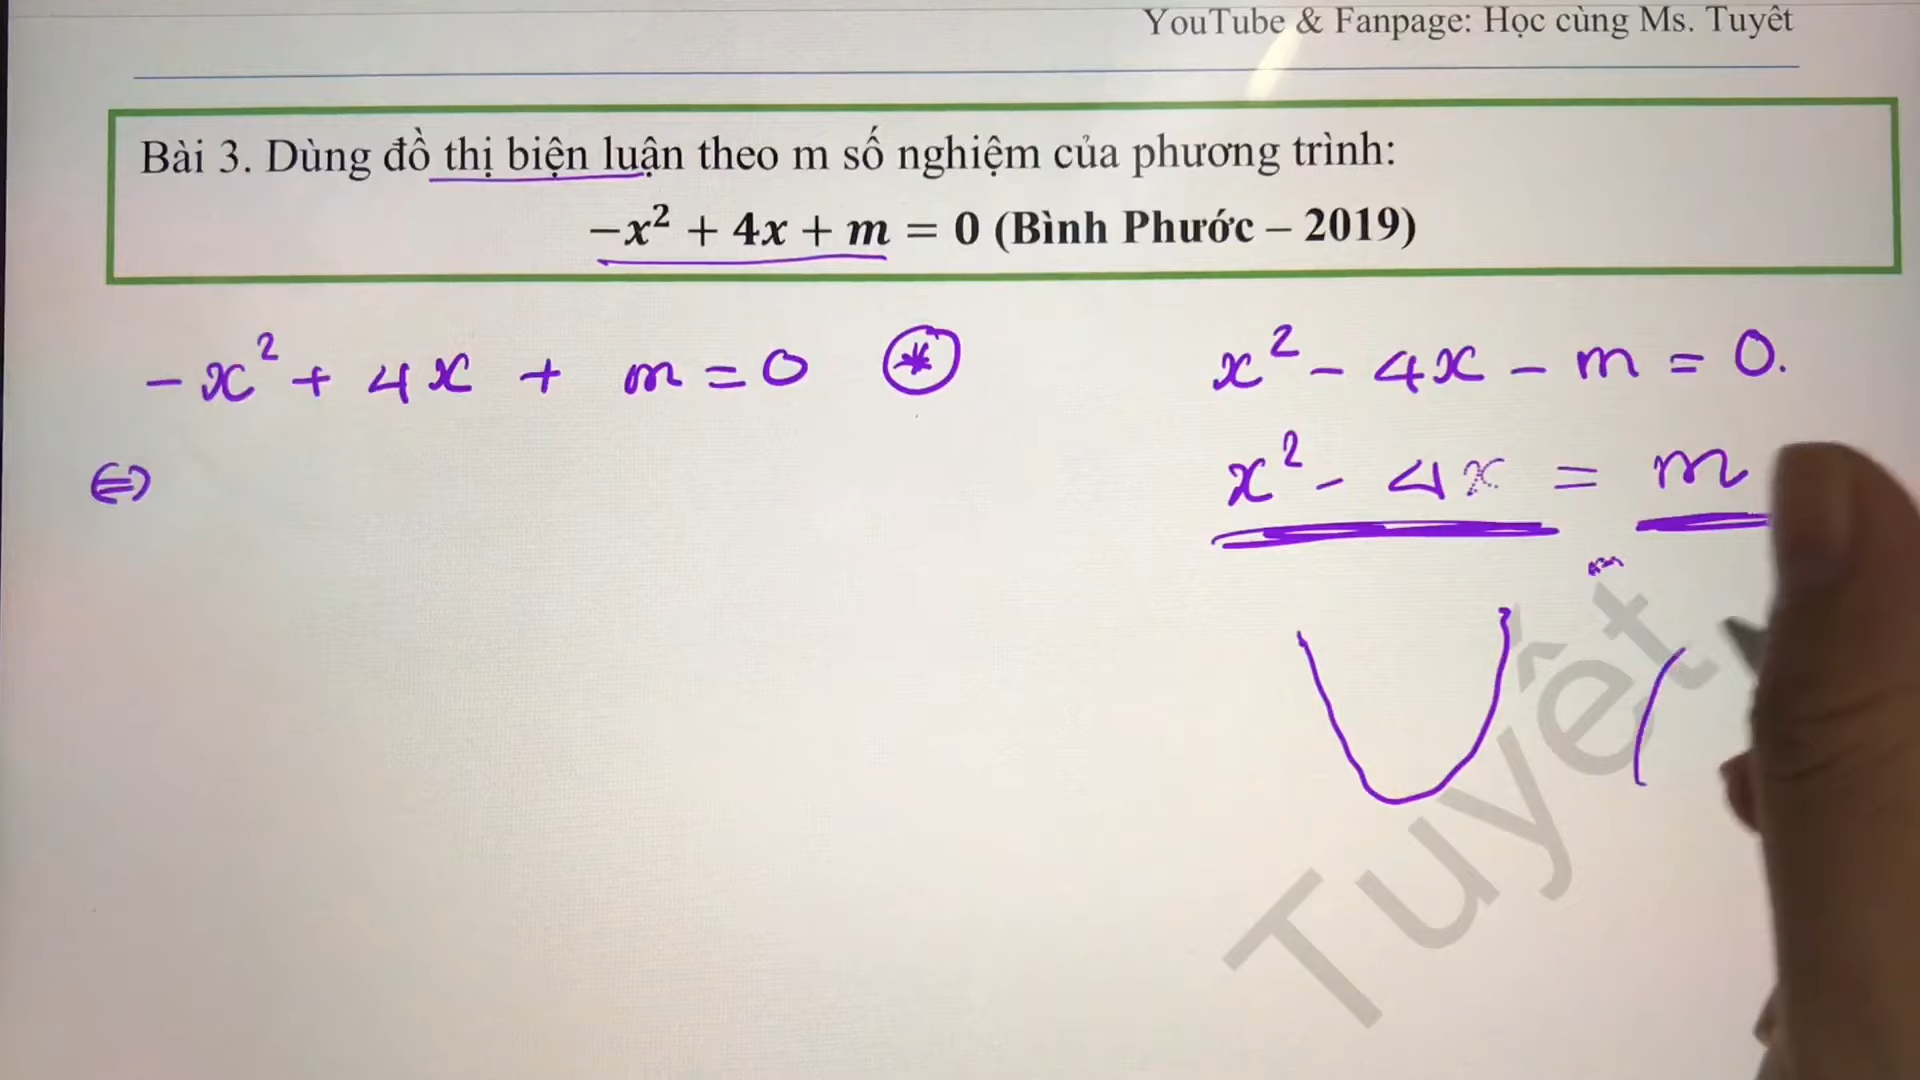 YouTube & Fanpage: Học cùng Ms. Tuyêt
Bài 3. Dùng đồ thị biện luận theo m số nghiệm của phương trình:
−x² + 4x + m = 0 (Bình Phước – 2019)
−x² + 4x + m = 0 (*)
⇔
x² − 4x − m = 0.
x² − 4x = m
Tuyết